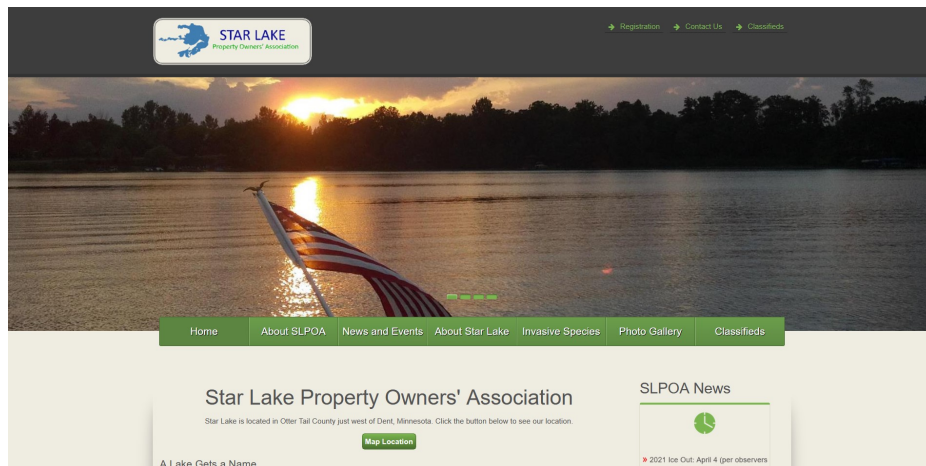 STAR LAKE
Property Owners' Association
Registration
Contact Us
Classifieds
Home
About SLPOA
News and Events
About Star Lake
Invasive Species
Photo Gallery
Classifieds
Star Lake Property Owners' Association
Star Lake is located in Otter Tail County just west of Dent, Minnesota. Click the button below to see our location.
Map Location
A Lake Gets a Name
SLPOA News
» 2021 Ice Out: April 4 (per observers